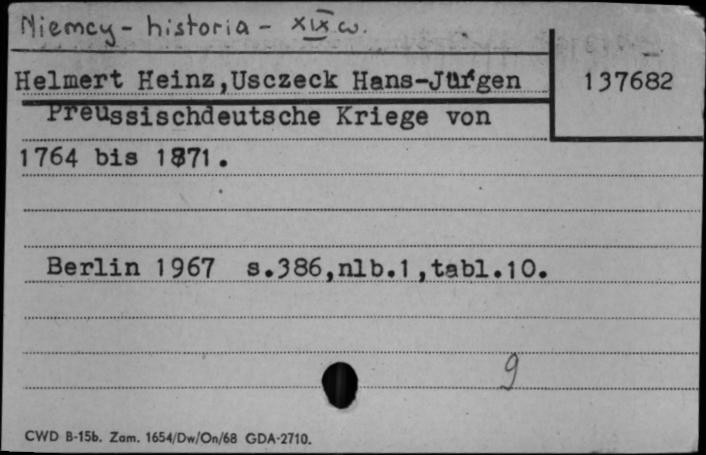 Niemcy - historia - XIX w.
Helmert Heinz,Usczeck Hans-Jürgen 137682
Preussischdeutsche Kriege von
1764 bis 1871.
Berlin 1967 s.386,nlb.1,tabl.10.
9
CWD B-15b. Zam. 1654/Dw/On/68 GDA-2710.